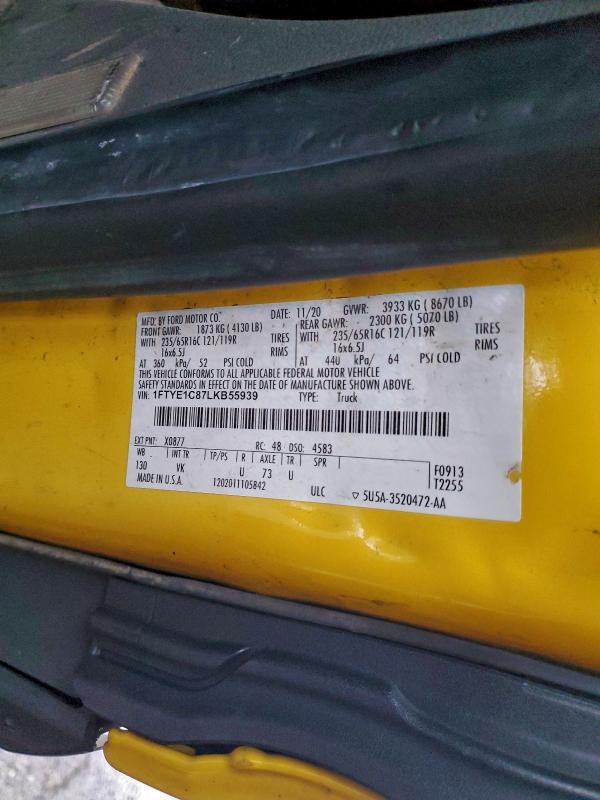 MFD. BY FORD MOTOR CO. DATE: 11/20 GVWR: 3933 KG ( 8670 LB)
FRONT GAWR: 1873 KG ( 4130 LB) REAR GAWR: 2300 KG ( 5070 LB)
WITH 235/65R16C 121/119R TIRES WITH 235/65R16C 121/119R TIRES
16x6.5J RIMS 16x6.5J RIMS
AT 360 kPa/ 52 PSI COLD AT 440 kPa/ 64 PSI COLD
THIS VEHICLE CONFORMS TO ALL APPLICABLE FEDERAL MOTOR VEHICLE
SAFETY STANDARDS IN EFFECT ON THE DATE OF MANUFACTURE SHOWN ABOVE.
VIN: 1FTYE1C87LKB55939 TYPE: Truck
EXT PNT: X0877 RC: 48 DSO: 4583
WB INT TR TP/PS R AXLE TR SPR F0913
130 VK U 73 U T2255
MADE IN U.S.A. 1202011105842 ULC 5U5A-3520472-AA